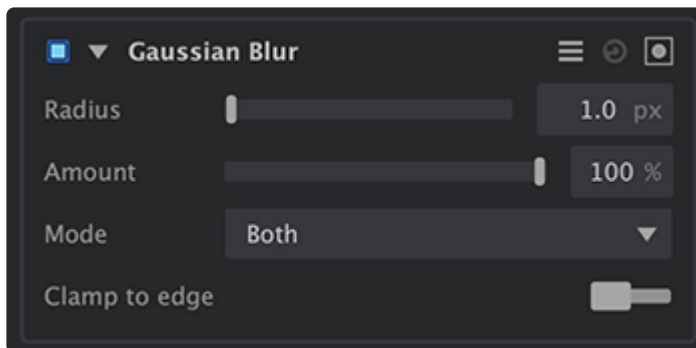 Gaussian Blur
Radius 1.0 px
Amount 100 %
Mode Both
Clamp to edge